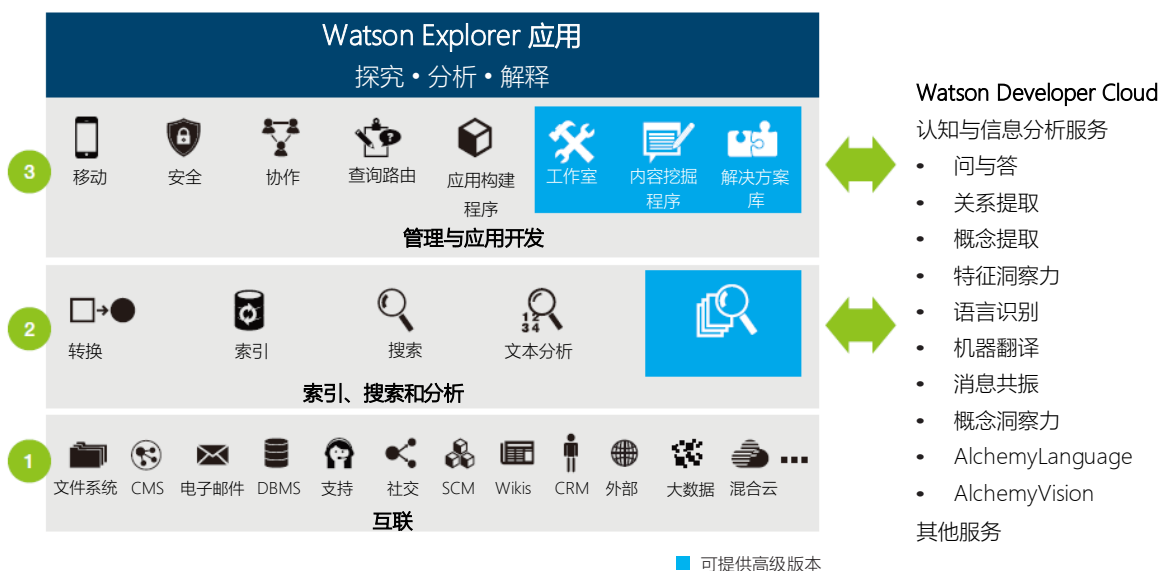 Watson Explorer 应用
探究 • 分析 • 解释
3
移动
安全
协作
查询路由
应用构建
程序
工作室
内容挖掘
程序
解决方案
库
管理与应用开发
2
转换
索引
搜索
1 2
3 4
文本分析
索引、搜索和分析
1
文件系统
CMS
电子邮件
DBMS
支持
社交
SCM
Wikis
CRM
外部
大数据
混合云
...
互联
可提供高级版本
Watson Developer Cloud
认知与信息分析服务
• 问与答
• 关系提取
• 概念提取
• 特征洞察力
• 语言识别
• 机器翻译
• 消息共振
• 概念洞察力
• AlchemyLanguage
• AlchemyVision
其他服务